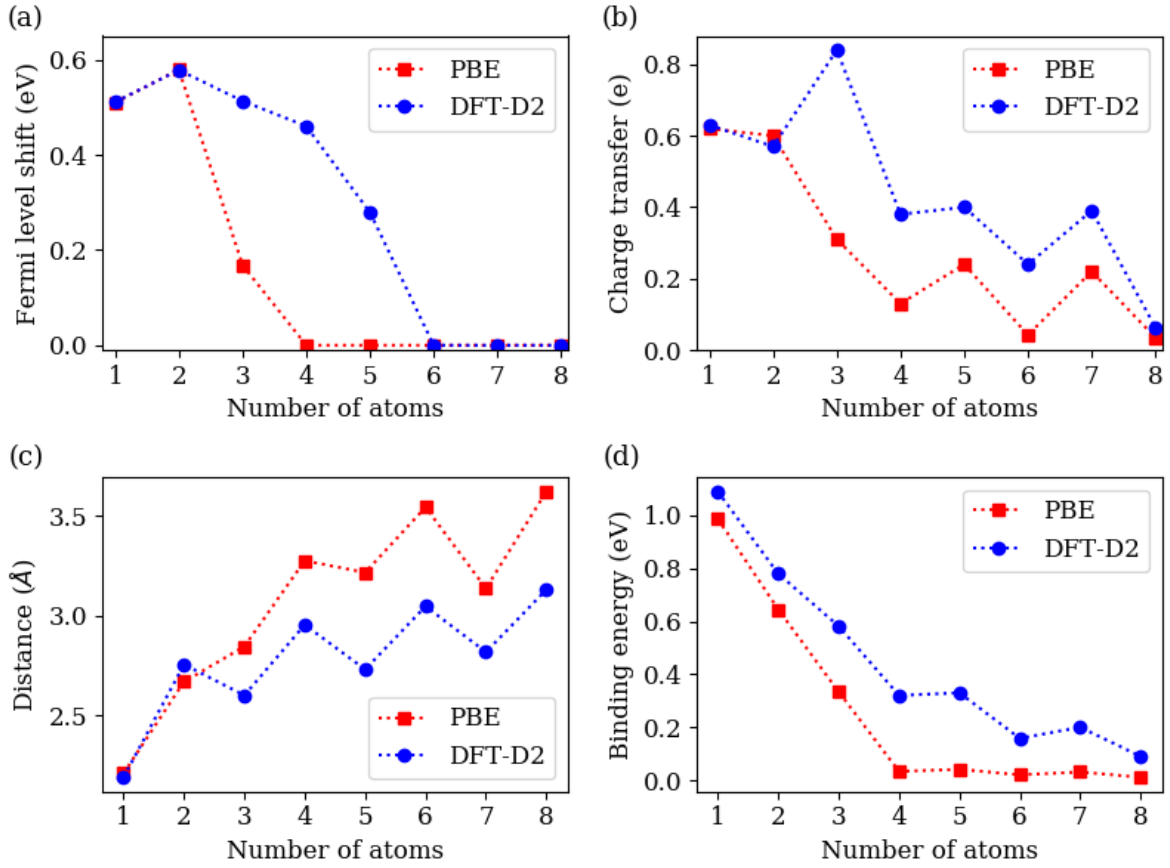 (a)
Fermi level shift (eV)
0.6
0.4
0.2
0.0
PBE
DFT-D2
1 2 3 4 5 6 7 8
Number of atoms
(b)
Charge transfer (e)
0.8
0.6
0.4
0.2
0.0
PBE
DFT-D2
1 2 3 4 5 6 7 8
Number of atoms
(c)
Distance (Å)
3.5
3.0
2.5
PBE
DFT-D2
1 2 3 4 5 6 7 8
Number of atoms
(d)
Binding energy (eV)
1.0
0.8
0.6
0.4
0.2
0.0
PBE
DFT-D2
1 2 3 4 5 6 7 8
Number of atoms